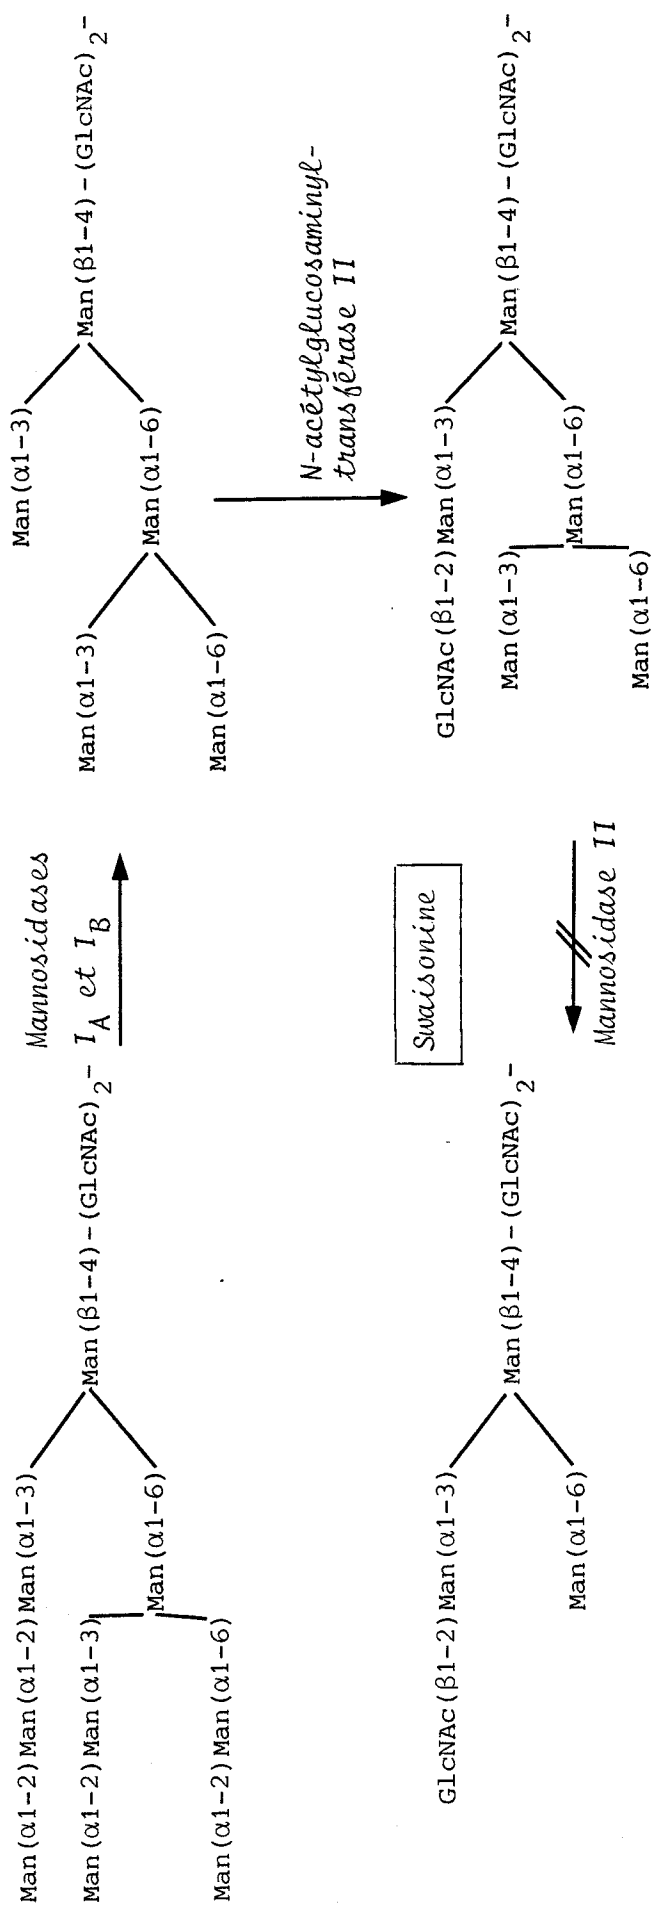 Man(α1-2)Man(α1-2)Man(α1-3)
Man(β1-4)-(GlcNAc)2-
Man(α1-2)Man(α1-3)
Man(α1-6)
Man(α1-2)Man(α1-6)
Mannosidases
IA et IB
Man(α1-3)
Man(β1-4)-(GlcNAc)2-
Man(α1-3)
Man(α1-6)
Man(α1-6)
N-acétylglucosaminyl-
transférase II
GlcNAc(β1-2)Man(α1-3)
Man(β1-4)-(GlcNAc)2-
Man(α1-3)
Man(α1-6)
Man(α1-6)
Swaisonine
Mannosidase II
GlcNAc(β1-2)Man(α1-3)
Man(β1-4)-(GlcNAc)2-
Man(α1-6)